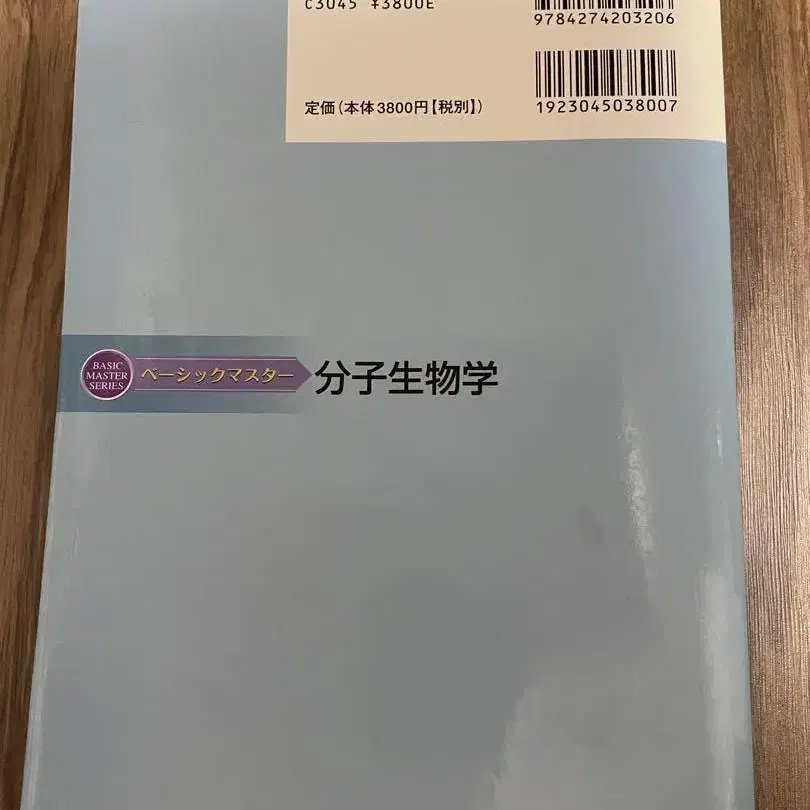 C3045 ¥3800E
9784274203206
定価(本体3800円【税別】)
1923045038007
BASIC
MASTER
SERIES
ベーシックマスター
分子生物学